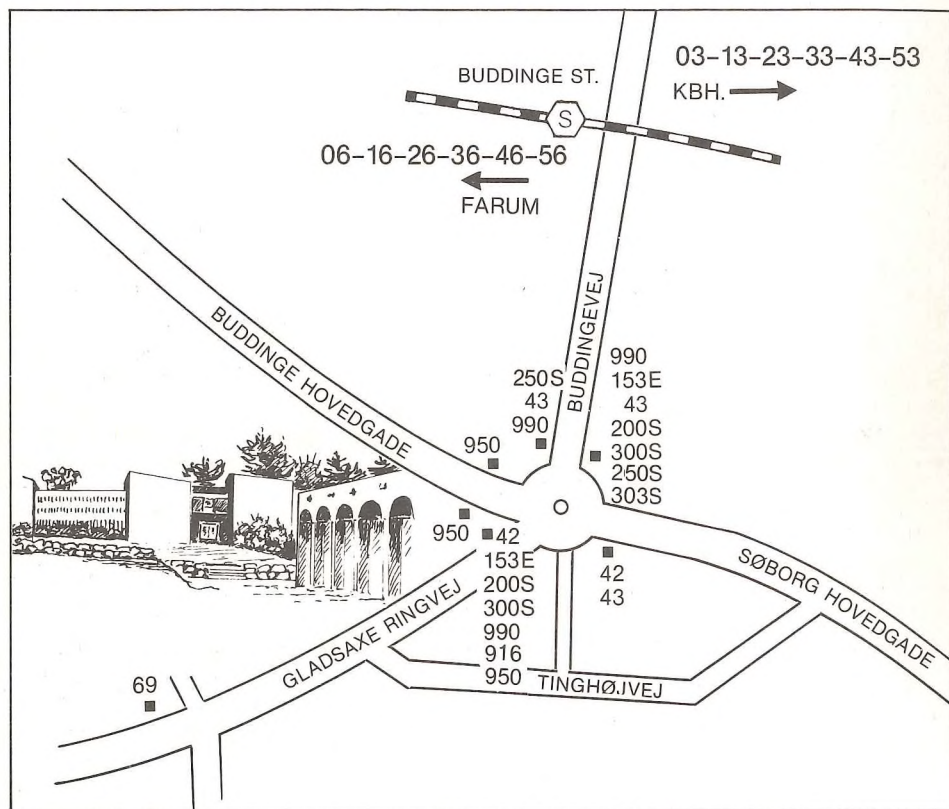 03-13-23-33-43-53
BUDDINGE ST.
KBH.
S
06-16-26-36-46-56
FARUM
BUDDINGE HOVEDGADE
BUDDINGEVEJ
250S
43
990
950
990
153E
43
200S
300S
250S
303S
950
42
153E
200S
300S
990
916
950
42
43
SØBORG HOVEDGADE
GLADSAXE RINGVEJ
TINGHØJVEJ
69